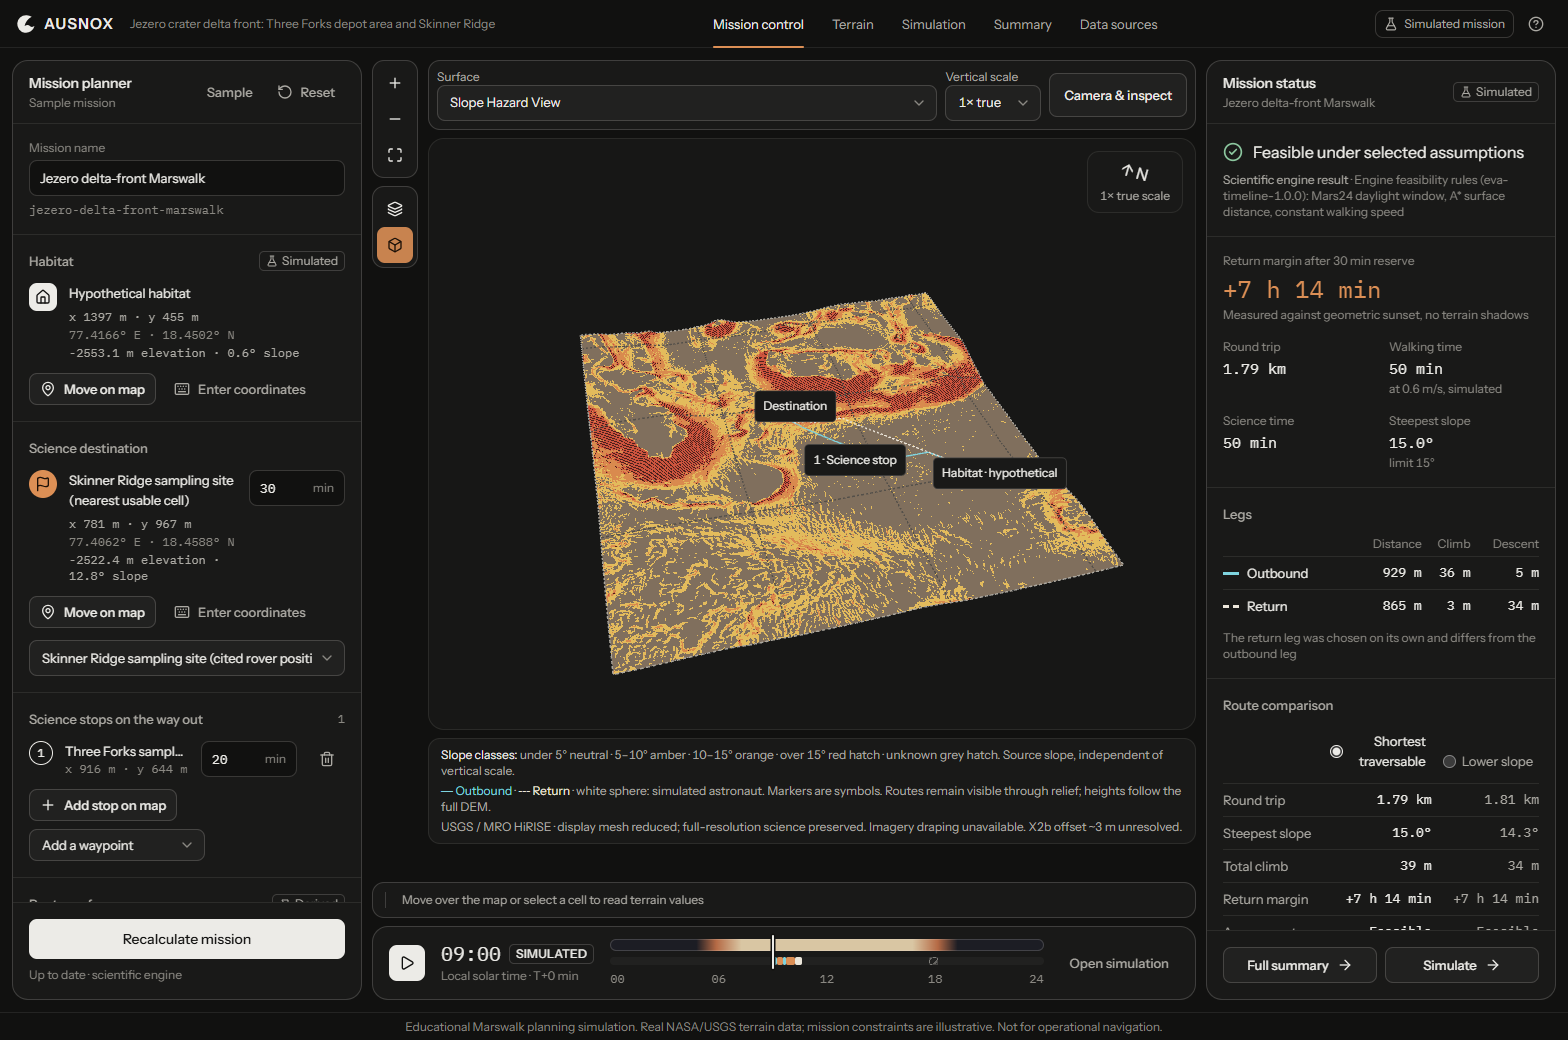 AUSNOX
Jezero crater delta front: Three Forks depot area and Skinner Ridge
Mission control
Terrain
Simulation
Summary
Data sources
Simulated mission
Mission planner
Sample mission
Sample
Reset
Mission name
Jezero delta-front Marswalk
jezero-delta-front-marswalk
Habitat
Simulated
Hypothetical habitat
x 1397 m · y 455 m
77.4166° E · 18.4502° N
-2553.1 m elevation · 0.6° slope
Move on map
Enter coordinates
Science destination
Skinner Ridge sampling site
(nearest usable cell)
30 min
x 781 m · y 967 m
77.4062° E · 18.4588° N
-2522.4 m elevation ·
12.8° slope
Move on map
Enter coordinates
Skinner Ridge sampling site (cited rover positi
Science stops on the way out
1
1
Three Forks sampl...
x 916 m · y 644 m
20 min
Add stop on map
Add a waypoint
Recalculate mission
Up to date · scientific engine
Surface
Slope Hazard View
Vertical scale
1× true
Camera & inspect
N
1× true scale
Destination
1 · Science stop
Habitat · hypothetical
Slope classes: under 5° neutral · 5–10° amber · 10–15° orange · over 15° red hatch · unknown grey hatch. Source slope, independent of
vertical scale.
— Outbound · --- Return · white sphere: simulated astronaut. Markers are symbols. Routes remain visible through relief; heights follow the
full DEM.
USGS / MRO HiRISE · display mesh reduced; full-resolution science preserved. Imagery draping unavailable. X2b offset ~3 m unresolved.
Move over the map or select a cell to read terrain values
09:00 SIMULATED
Local solar time · T+0 min
00 06 12 18 24
Open simulation
Mission status
Jezero delta-front Marswalk
Simulated
Feasible under selected assumptions
Scientific engine result · Engine feasibility rules (eva-
timeline-1.0.0): Mars24 daylight window, A* surface
distance, constant walking speed
Return margin after 30 min reserve
+7 h 14 min
Measured against geometric sunset, no terrain shadows
Round trip
1.79 km
Walking time
50 min
at 0.6 m/s, simulated
Science time
50 min
Steepest slope
15.0°
limit 15°
Legs
Distance Climb Descent
Outbound 929 m 36 m 5 m
Return 865 m 3 m 34 m
The return leg was chosen on its own and differs from the
outbound leg
Route comparison
Shortest
traversable
Lower slope
Round trip 1.79 km 1.81 km
Steepest slope 15.0° 14.3°
Total climb 39 m 34 m
Return margin +7 h 14 min +7 h 14 min
Full summary
Simulate
Educational Marswalk planning simulation. Real NASA/USGS terrain data; mission constraints are illustrative. Not for operational navigation.